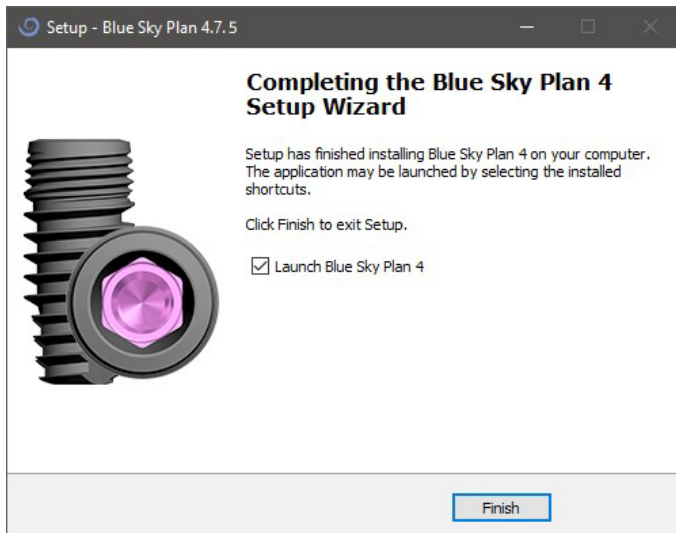 Setup - Blue Sky Plan 4.7.5
Completing the Blue Sky Plan 4
Setup Wizard
Setup has finished installing Blue Sky Plan 4 on your computer.
The application may be launched by selecting the installed
shortcuts.
Click Finish to exit Setup.
Launch Blue Sky Plan 4
Finish